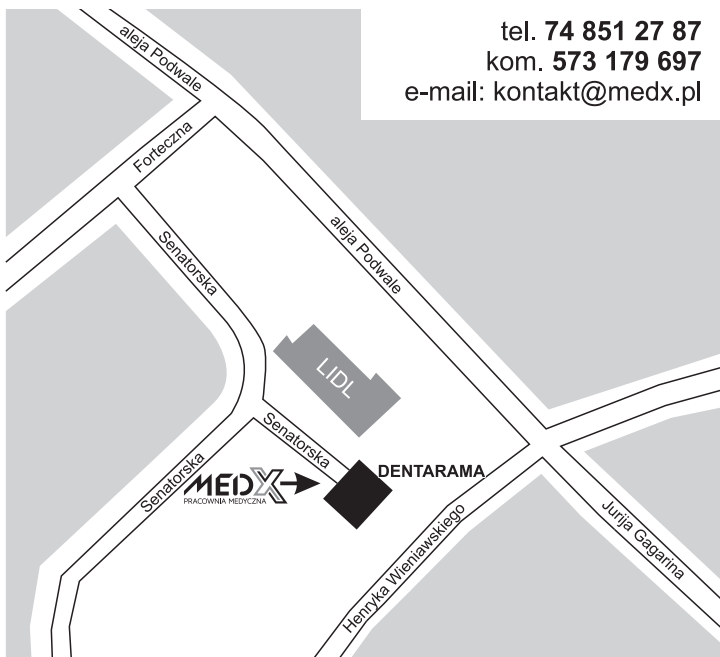 tel. 74 851 27 87
kom. 573 179 697
e-mail: kontakt@medx.pl
aleja Podwale
Forteczna
Senatorska
aleja Podwale
LIDL
Senatorska
DENTARAMA
Senatorska
MEDX
PRACOWNIA MEDYCZNA
Henryka Wieniawskiego
Jurija Gagarina